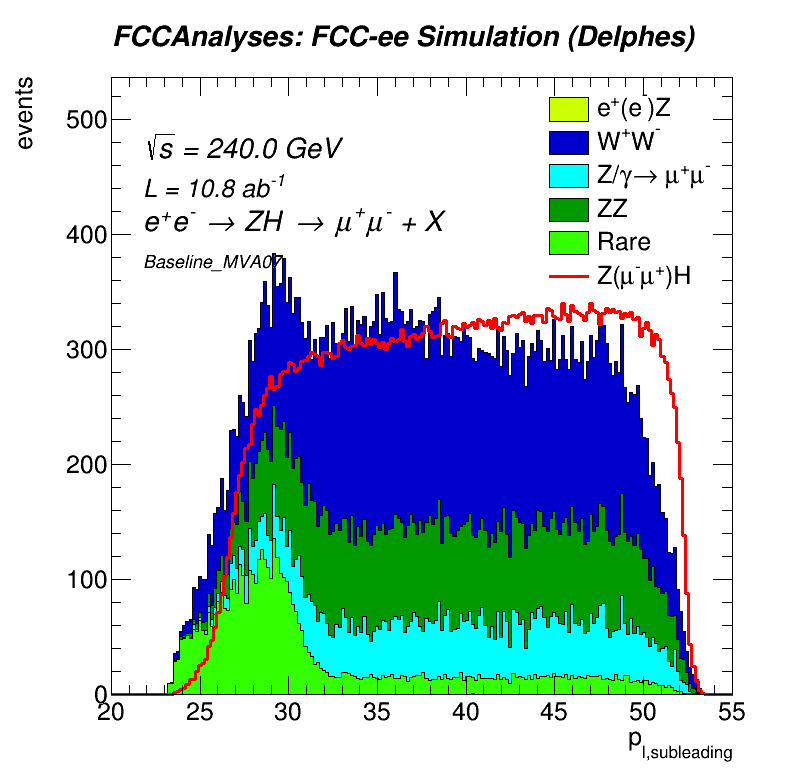 FCCAnalyses: FCC-ee Simulation (Delphes)
events
500
400
300
200
100
0
√s = 240.0 GeV
L = 10.8 ab⁻¹
e⁺e⁻ → ZH → μ⁺μ⁻ + X
Baseline_MVA07
e⁺(e⁻)Z
W⁺W⁻
Z/γ→ μ⁺μ⁻
ZZ
Rare
Z(μ⁻μ⁺)H
20 25 30 35 40 45 50 55
p_l,subleading